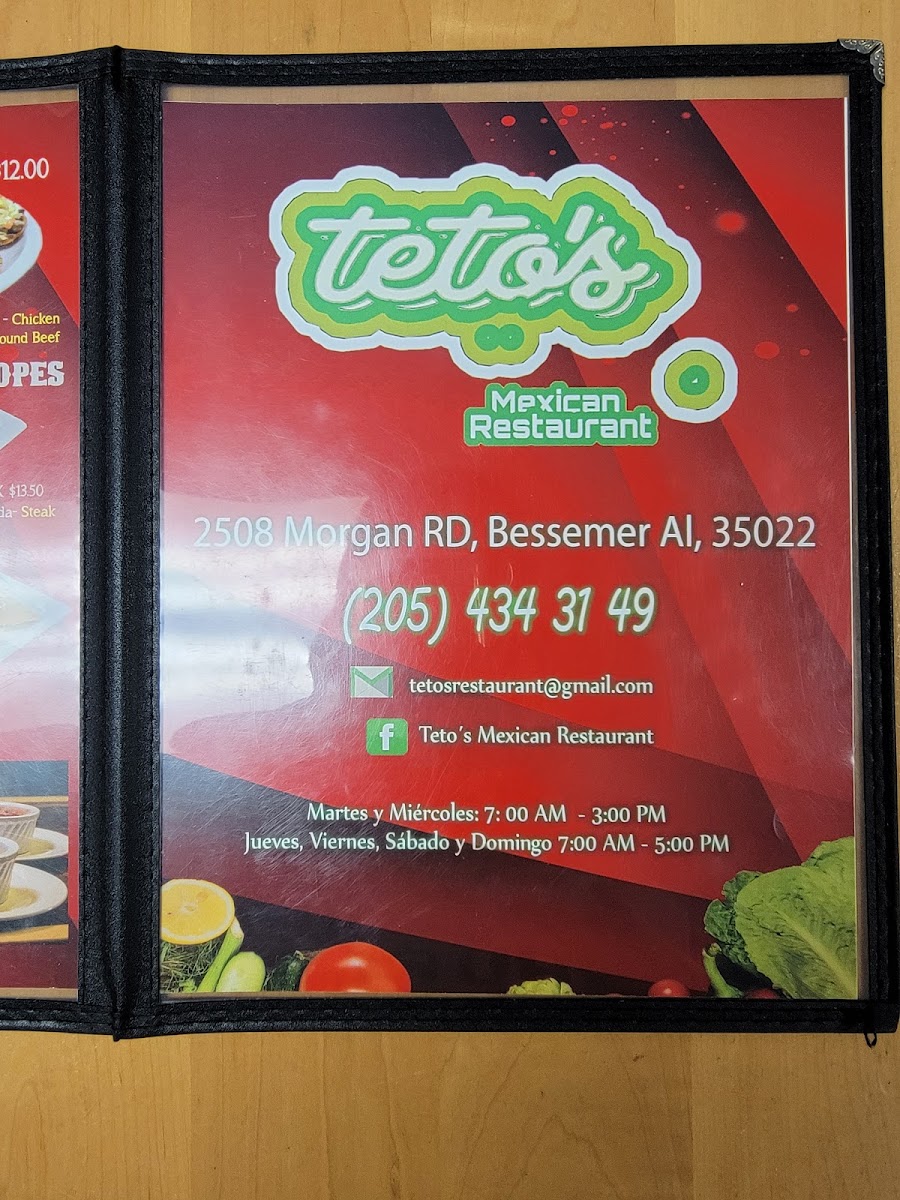 $12.00
- Chicken
ound Beef
OPES
$13.50
da- Steak
teto's
Mexican
Restaurant
2508 Morgan RD, Bessemer Al, 35022
(205) 434 31 49
tetosrestaurant@gmail.com
f Teto´s Mexican Restaurant
Martes y Miércoles: 7: 00 AM - 3:00 PM
Jueves, Viernes, Sábado y Domingo 7:00 AM - 5:00 PM